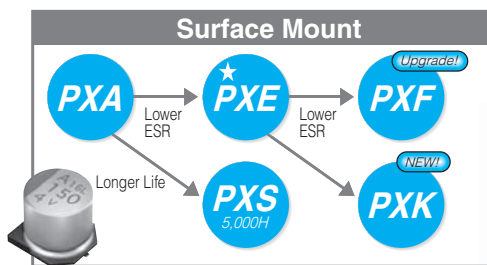 Surface Mount
Upgrade!
PXA
PXE
PXF
Lower
ESR
Lower
ESR
NEW!
Longer Life
PXS
5,000H
PXK
A16L
150
4V